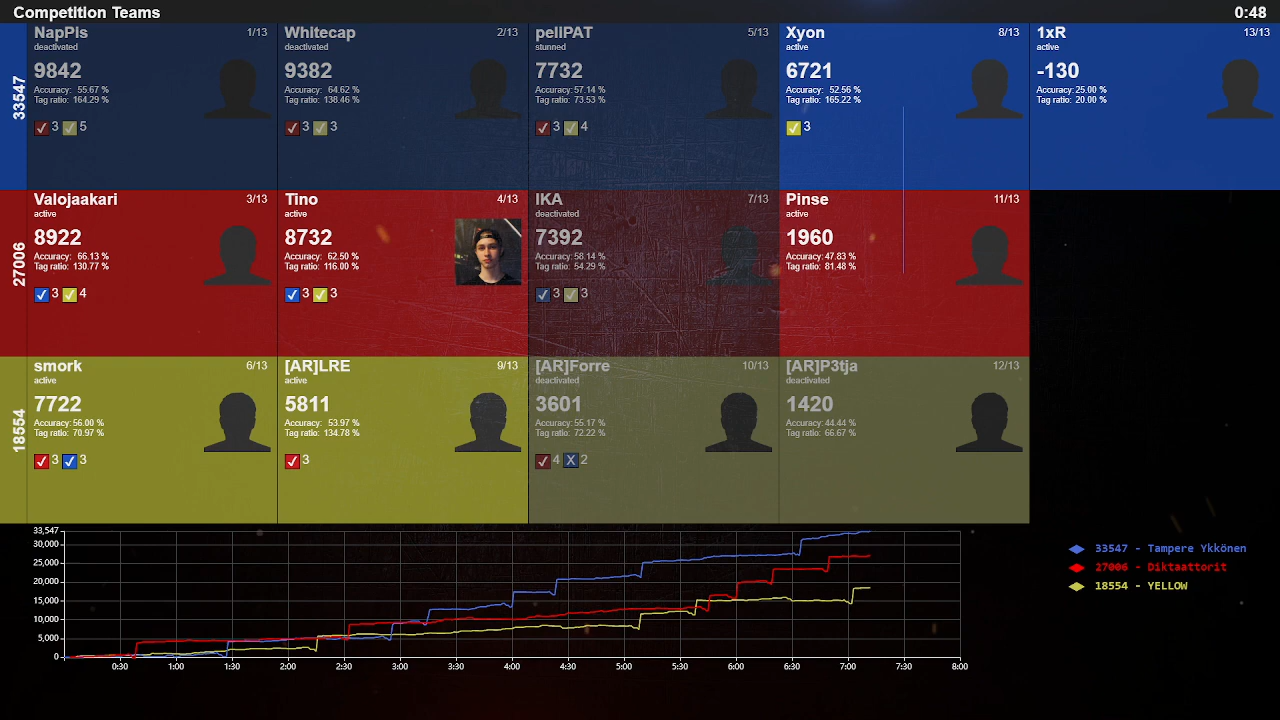 Competition Teams
0:48
33547
NapPls
1/13
deactivated
9842
Accuracy: 55.67 %
Tag ratio: 164.29 %
3
5
Whitecap
2/13
deactivated
9382
Accuracy: 64.62 %
Tag ratio: 138.46 %
3
3
pellPAT
5/13
stunned
7732
Accuracy: 57.14 %
Tag ratio: 73.53 %
3
4
Xyon
8/13
active
6721
Accuracy: 52.56 %
Tag ratio: 165.22 %
3
1xR
13/13
active
-130
Accuracy: 25.00 %
Tag ratio: 20.00 %
27006
Valojaakari
3/13
active
8922
Accuracy: 66.13 %
Tag ratio: 130.77 %
3
4
Tino
4/13
active
8732
Accuracy: 62.50 %
Tag ratio: 116.00 %
3
3
IKA
7/13
deactivated
7392
Accuracy: 58.14 %
Tag ratio: 54.29 %
3
3
Pinse
11/13
active
1960
Accuracy: 47.83 %
Tag ratio: 81.48 %
18554
smork
6/13
active
7722
Accuracy: 56.00 %
Tag ratio: 70.97 %
3
3
[AR]LRE
9/13
active
5811
Accuracy: 53.97 %
Tag ratio: 134.78 %
3
[AR]Forre
10/13
deactivated
3601
Accuracy: 55.17 %
Tag ratio: 72.22 %
4
X 2
[AR]P3tja
12/13
deactivated
1420
Accuracy: 44.44 %
Tag ratio: 66.67 %
33,547
30,000
25,000
20,000
15,000
10,000
5,000
0
0:30 1:00 1:30 2:00 2:30 3:00 3:30 4:00 4:30 5:00 5:30 6:00 6:30 7:00 7:30 8:00
33547 - Tampere Ykkönen
27006 - Diktaattorit
18554 - YELLOW